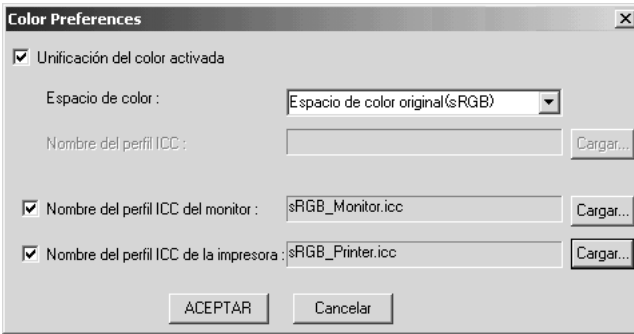 Color Preferences
Unificación del color activada
Espacio de color : Espacio de color original(sRGB)
Nombre del perfil ICC : Cargar...
Nombre del perfil ICC del monitor : sRGB_Monitor.icc Cargar...
Nombre del perfil ICC de la impresora : sRGB_Printer.icc Cargar...
ACEPTAR Cancelar